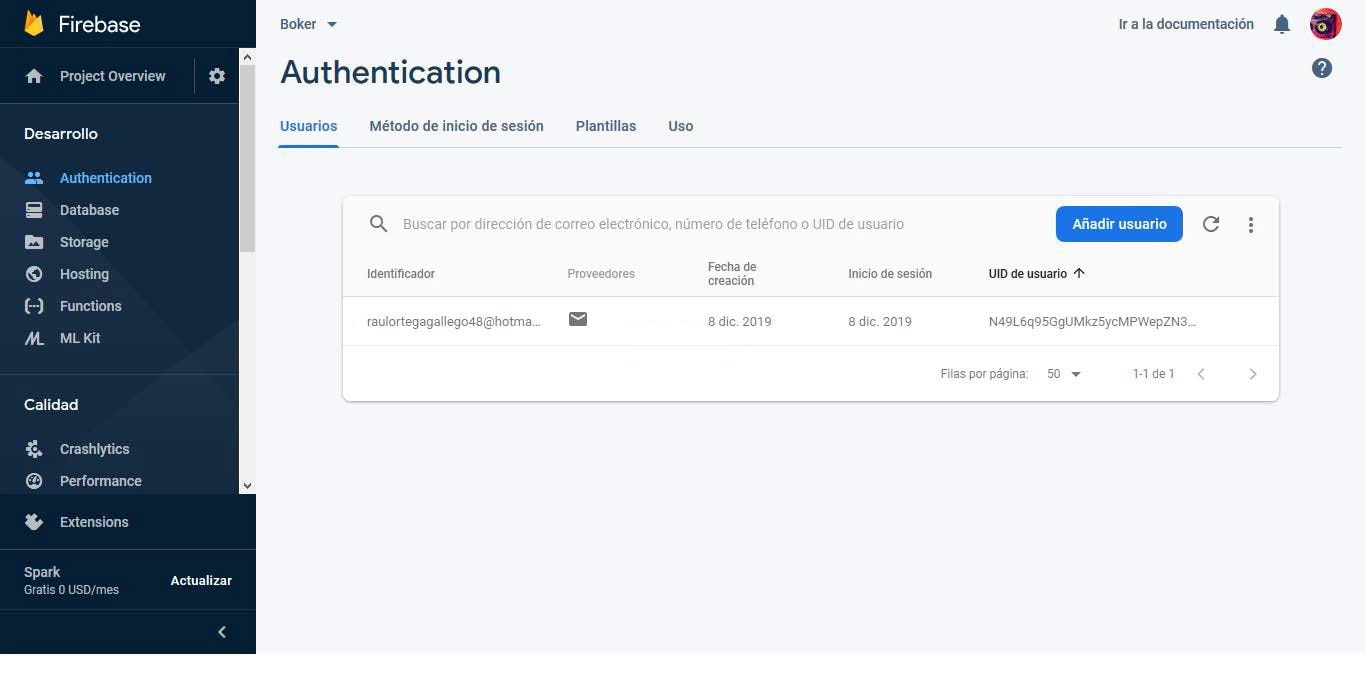 Firebase
Project Overview
Desarrollo
Authentication
Database
Storage
Hosting
Functions
ML Kit
Calidad
Crashlytics
Performance
Extensions
Spark
Gratis 0 USD/mes
Actualizar
Boker
Ir a la documentación
Authentication
Usuarios Método de inicio de sesión Plantillas Uso
Buscar por dirección de correo electrónico, número de teléfono o UID de usuario
Añadir usuario
Identificador Proveedores Fecha de creación Inicio de sesión UID de usuario
raulortegagallego48@hotma... 8 dic. 2019 8 dic. 2019 N49L6q95GgUMkz5ycMPWepZN3...
Filas por página: 50 1-1 de 1